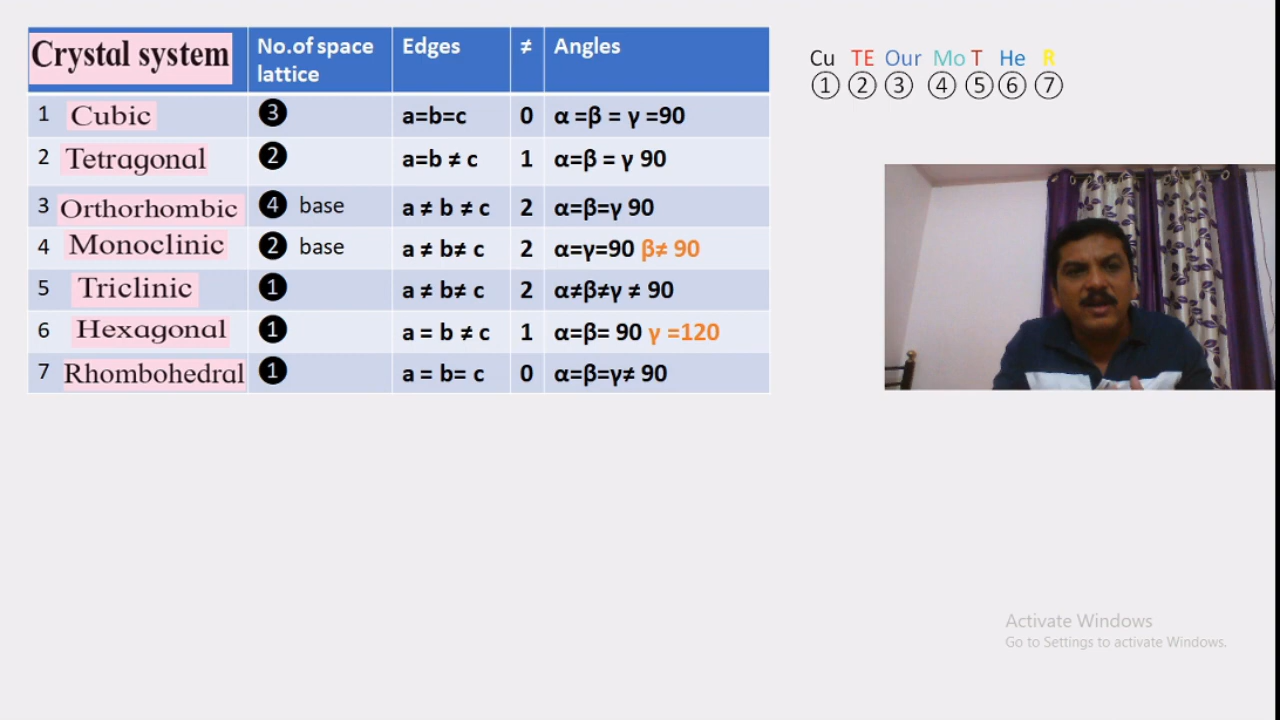 Crystal system No.of space lattice Edges ≠ Angles
1 Cubic ❸ a=b=c 0 α =β = γ =90
2 Tetragonal ❷ a=b ≠ c 1 α=β = γ 90
3 Orthorhombic ❹ base a ≠ b ≠ c 2 α=β=γ 90
4 Monoclinic ❷ base a ≠ b≠ c 2 α=γ=90 β≠ 90
5 Triclinic ❶ a ≠ b≠ c 2 α≠β≠γ ≠ 90
6 Hexagonal ❶ a = b ≠ c 1 α=β= 90 γ =120
7 Rhombohedral ❶ a = b= c 0 α=β=γ≠ 90
Cu TE Our Mo T He R
① ② ③ ④ ⑤ ⑥ ⑦
Activate Windows
Go to Settings to activate Windows.